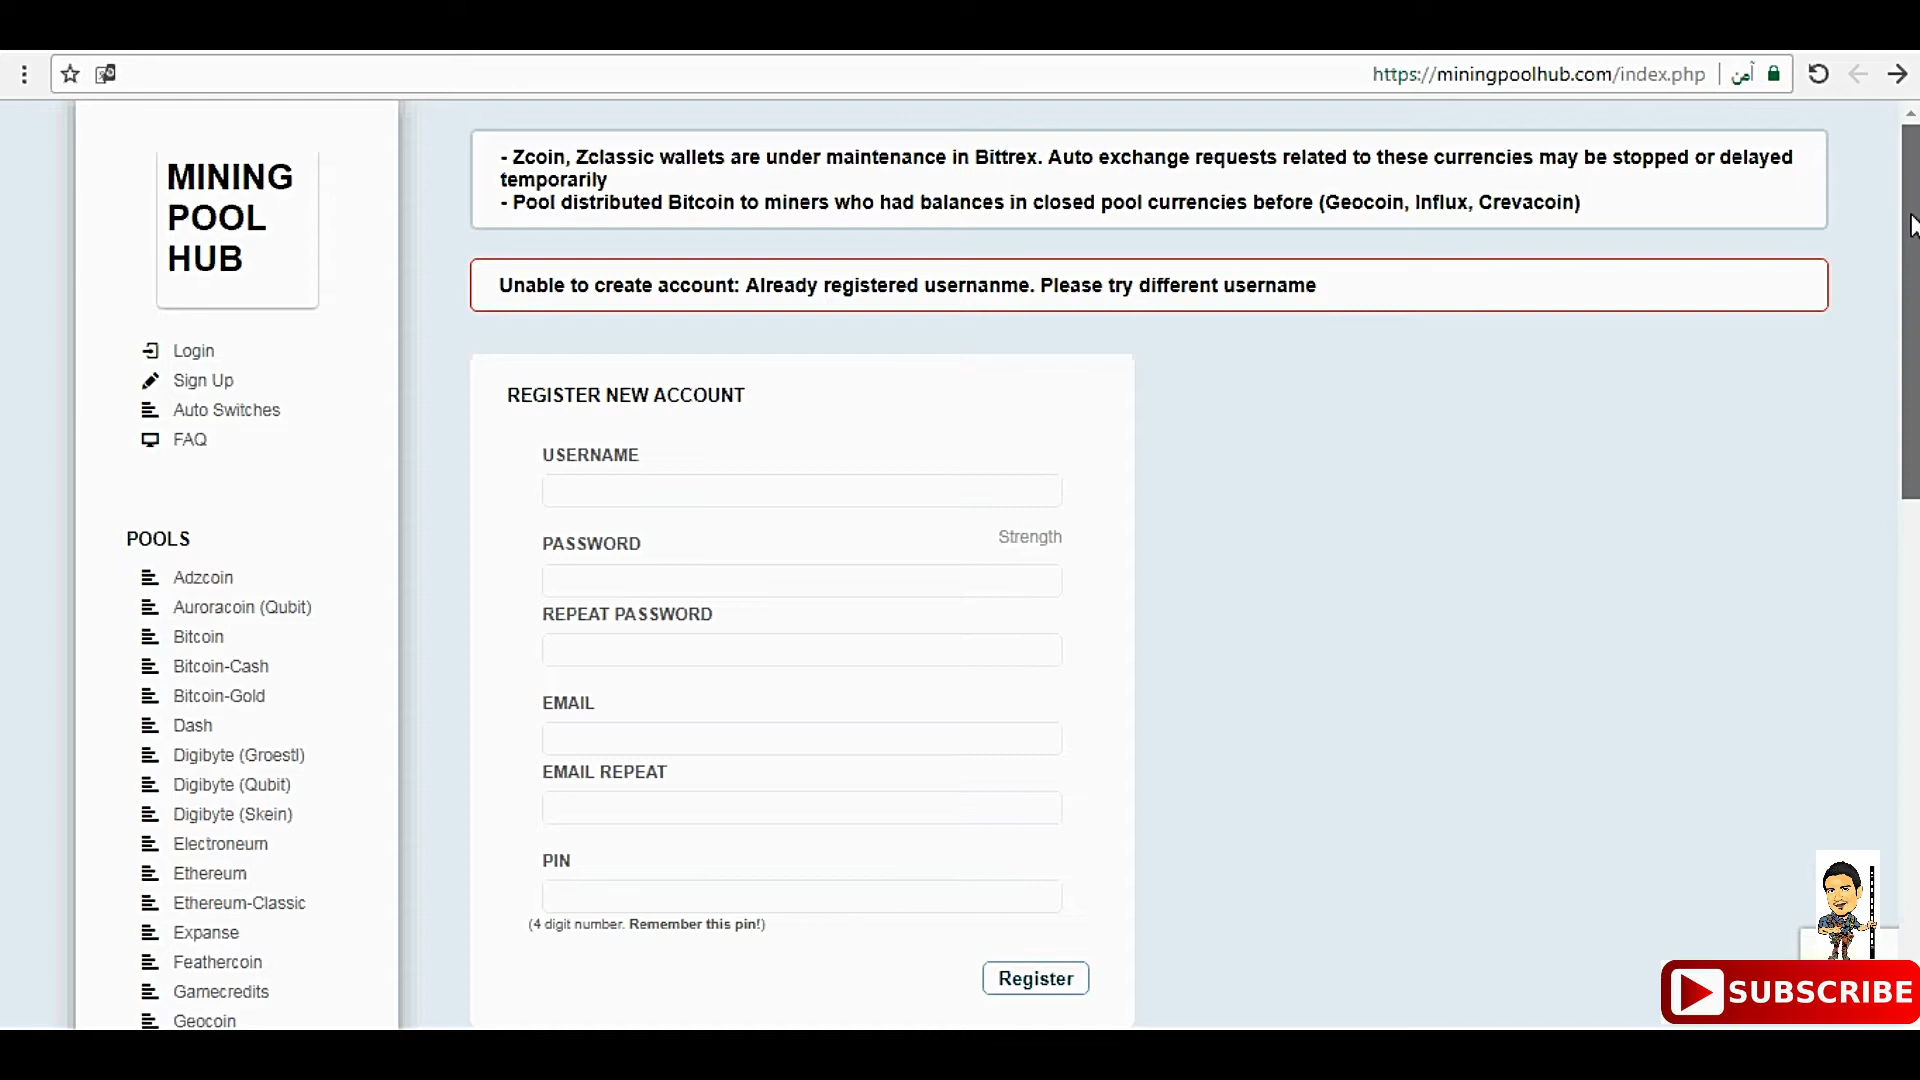 https://miningpoolhub.com/index.php
آمن
MINING
POOL
HUB
Login
Sign Up
Auto Switches
FAQ
POOLS
Adzcoin
Auroracoin (Qubit)
Bitcoin
Bitcoin-Cash
Bitcoin-Gold
Dash
Digibyte (Groestl)
Digibyte (Qubit)
Digibyte (Skein)
Electroneum
Ethereum
Ethereum-Classic
Expanse
Feathercoin
Gamecredits
Geocoin
- Zcoin, Zclassic wallets are under maintenance in Bittrex. Auto exchange requests related to these currencies may be stopped or delayed
temporarily
- Pool distributed Bitcoin to miners who had balances in closed pool currencies before (Geocoin, Influx, Crevacoin)
Unable to create account: Already registered usernanme. Please try different username
REGISTER NEW ACCOUNT
USERNAME
PASSWORD
Strength
REPEAT PASSWORD
EMAIL
EMAIL REPEAT
PIN
(4 digit number. Remember this pin!)
Register
SUBSCRIBE